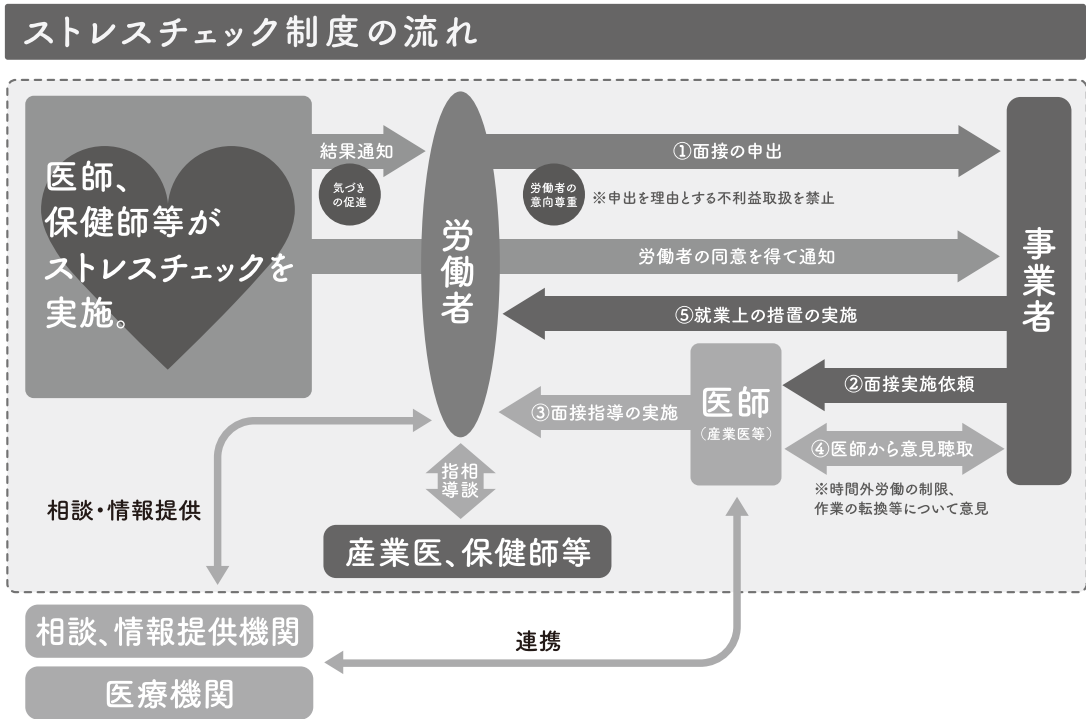 ストレスチェック制度の流れ
医師、
保健師等が
ストレスチェックを
実施。
結果通知
気づき
の促進
労働者
①面接の申出
労働者の
意向尊重
※申出を理由とする不利益取扱を禁止
労働者の同意を得て通知
⑤就業上の措置の実施
事業者
②面接実施依頼
医師
（産業医等）
③面接指導の実施
④医師から意見聴取
※時間外労働の制限、
作業の転換等について意見
相談
指導
相談・情報提供
産業医、保健師等
相談、情報提供機関
医療機関
連携